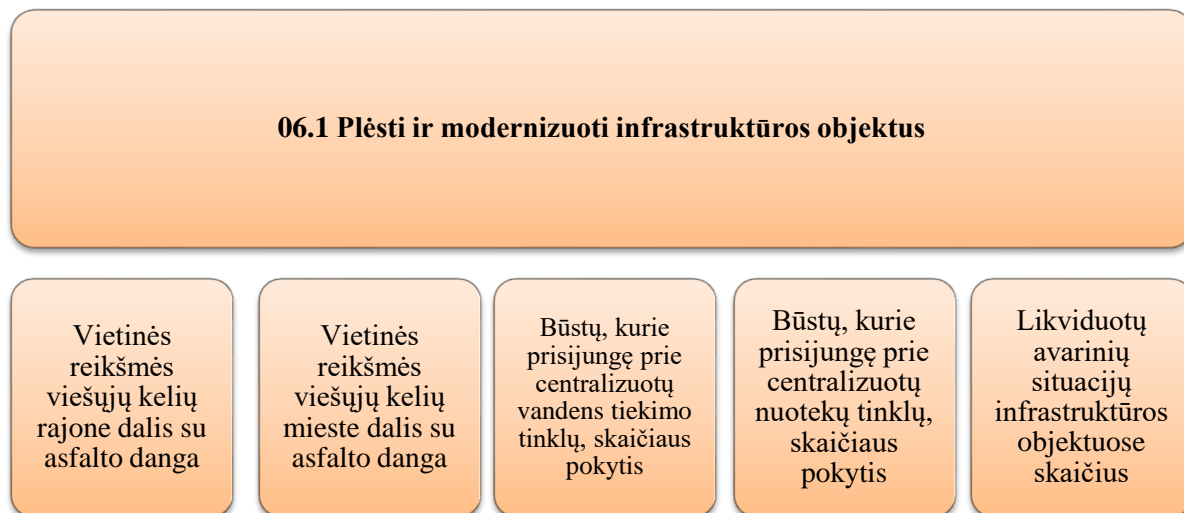 06.1 Plėsti ir modernizuoti infrastruktūros objektus
Vietinės
reikšmės
viešųjų kelių
rajone dalis su
asfalto danga
Vietinės
reikšmės
viešųjų kelių
mieste dalis su
asfalto danga
Būstų, kurie
prisijungę prie
centralizuotų
vandens tiekimo
tinklų, skaičiaus
pokytis
Būstų, kurie
prisijungę prie
centralizuotų
nuotekų tinklų,
skaičiaus
pokytis
Likviduotų
avarinių
situacijų
infrastruktūros
objektuose
skaičius